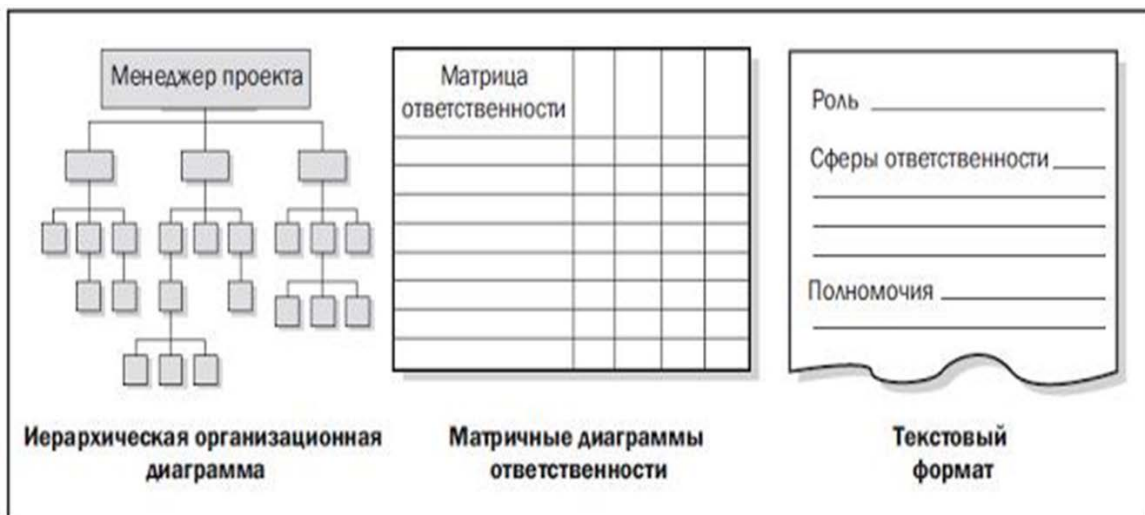 Менеджер проекта
Матрица
ответственности
Роль
Сферы ответственности
Полномочия
Иерархическая организационная
диаграмма
Матричные диаграммы
ответственности
Текстовый
формат